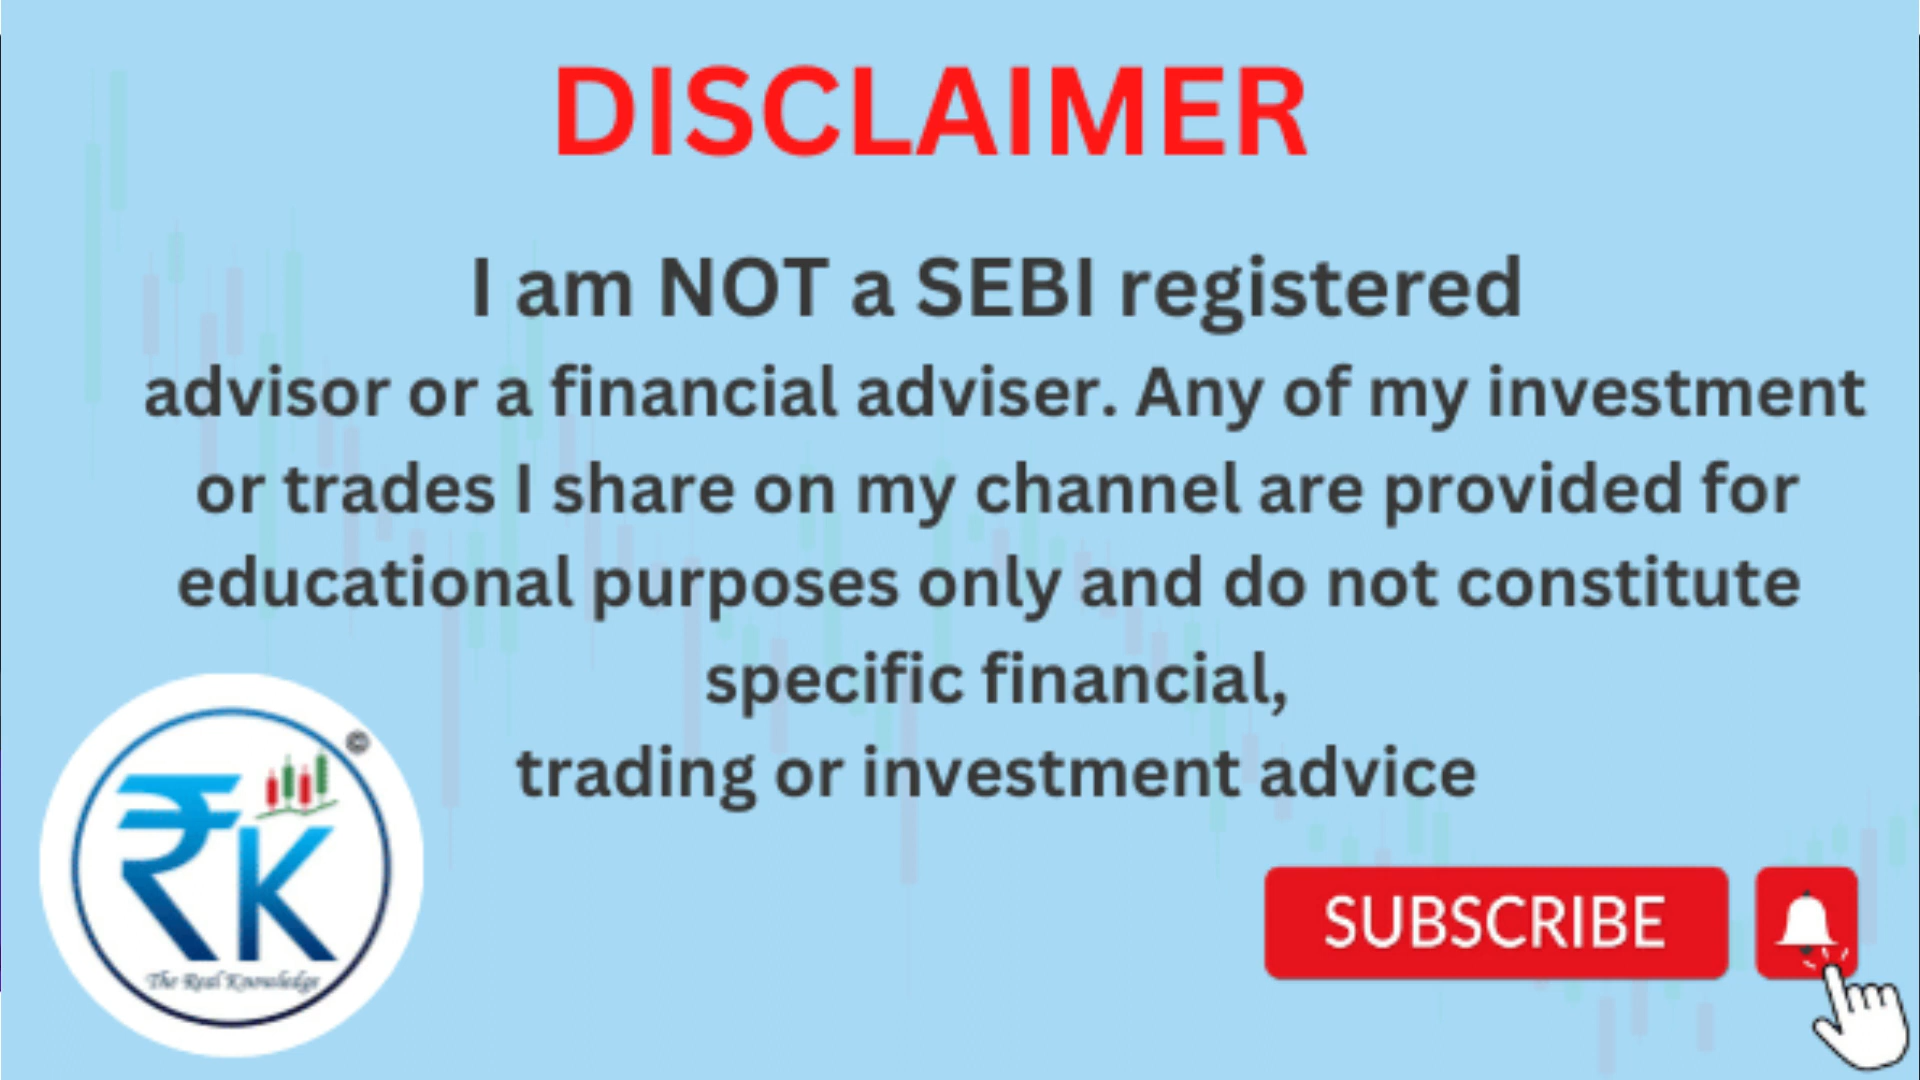 DISCLAIMER
I am NOT a SEBI registered
advisor or a financial adviser. Any of my investment
or trades I share on my channel are provided for
educational purposes only and do not constitute
specific financial,
trading or investment advice
©
₹K
The Real Knowledge
SUBSCRIBE